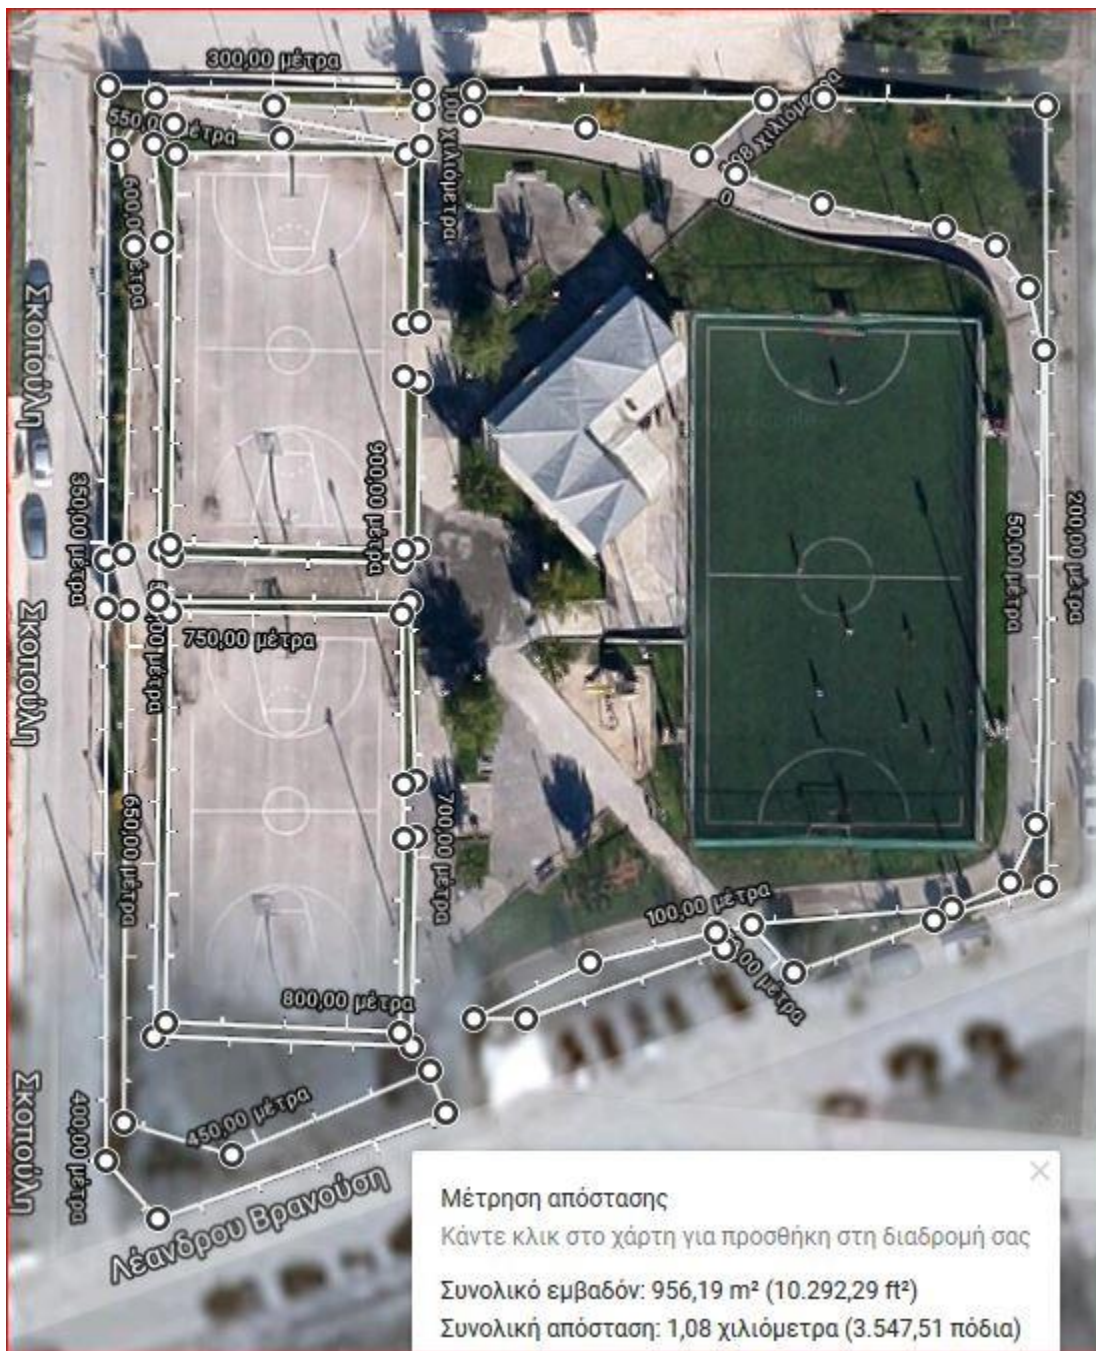 300,00 μέτρα
550,00 μέτρα
1,00 χιλιόμετρα
1,08 χιλιόμετρα
0
600,00 μέτρα
Σκοπούλη
350,00 μέτρα
900,00 μέτρα
50,00 μέτρα
200,00 μέτρα
Σκοπούλη
750,00 μέτρα
650,00 μέτρα
700,00 μέτρα
100,00 μέτρα
800,00 μέτρα
Σκοπούλη
400,00 μέτρα
450,00 μέτρα
Λέανδρου Βρανούση
Μέτρηση απόστασης
Κάντε κλικ στο χάρτη για προσθήκη στη διαδρομή σας
Συνολικό εμβαδόν: 956,19 m² (10.292,29 ft²)
Συνολική απόσταση: 1,08 χιλιόμετρα (3.547,51 πόδια)